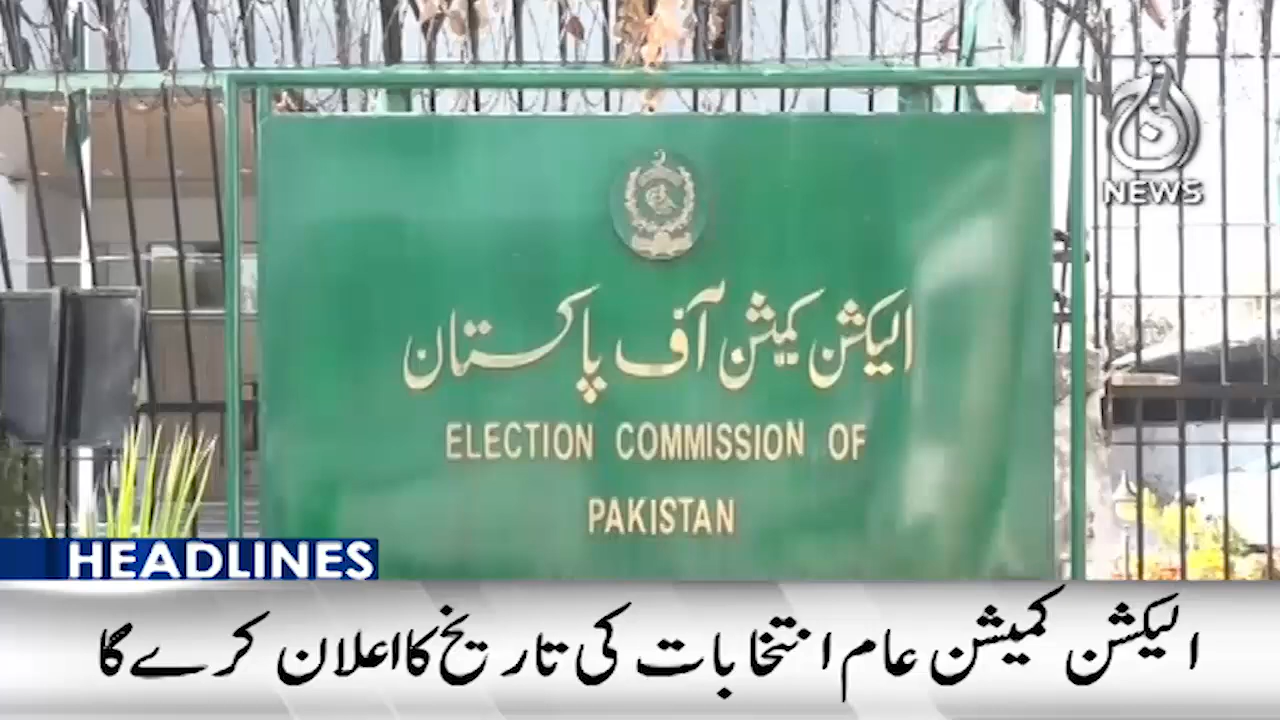 NEWS
الیکشن کمیشن آف پاکستان
ELECTION COMMISSION OF
PAKISTAN
HEADLINES
الیکشن کمیشن عام انتخابات کی تاریخ کا اعلان کرے گا